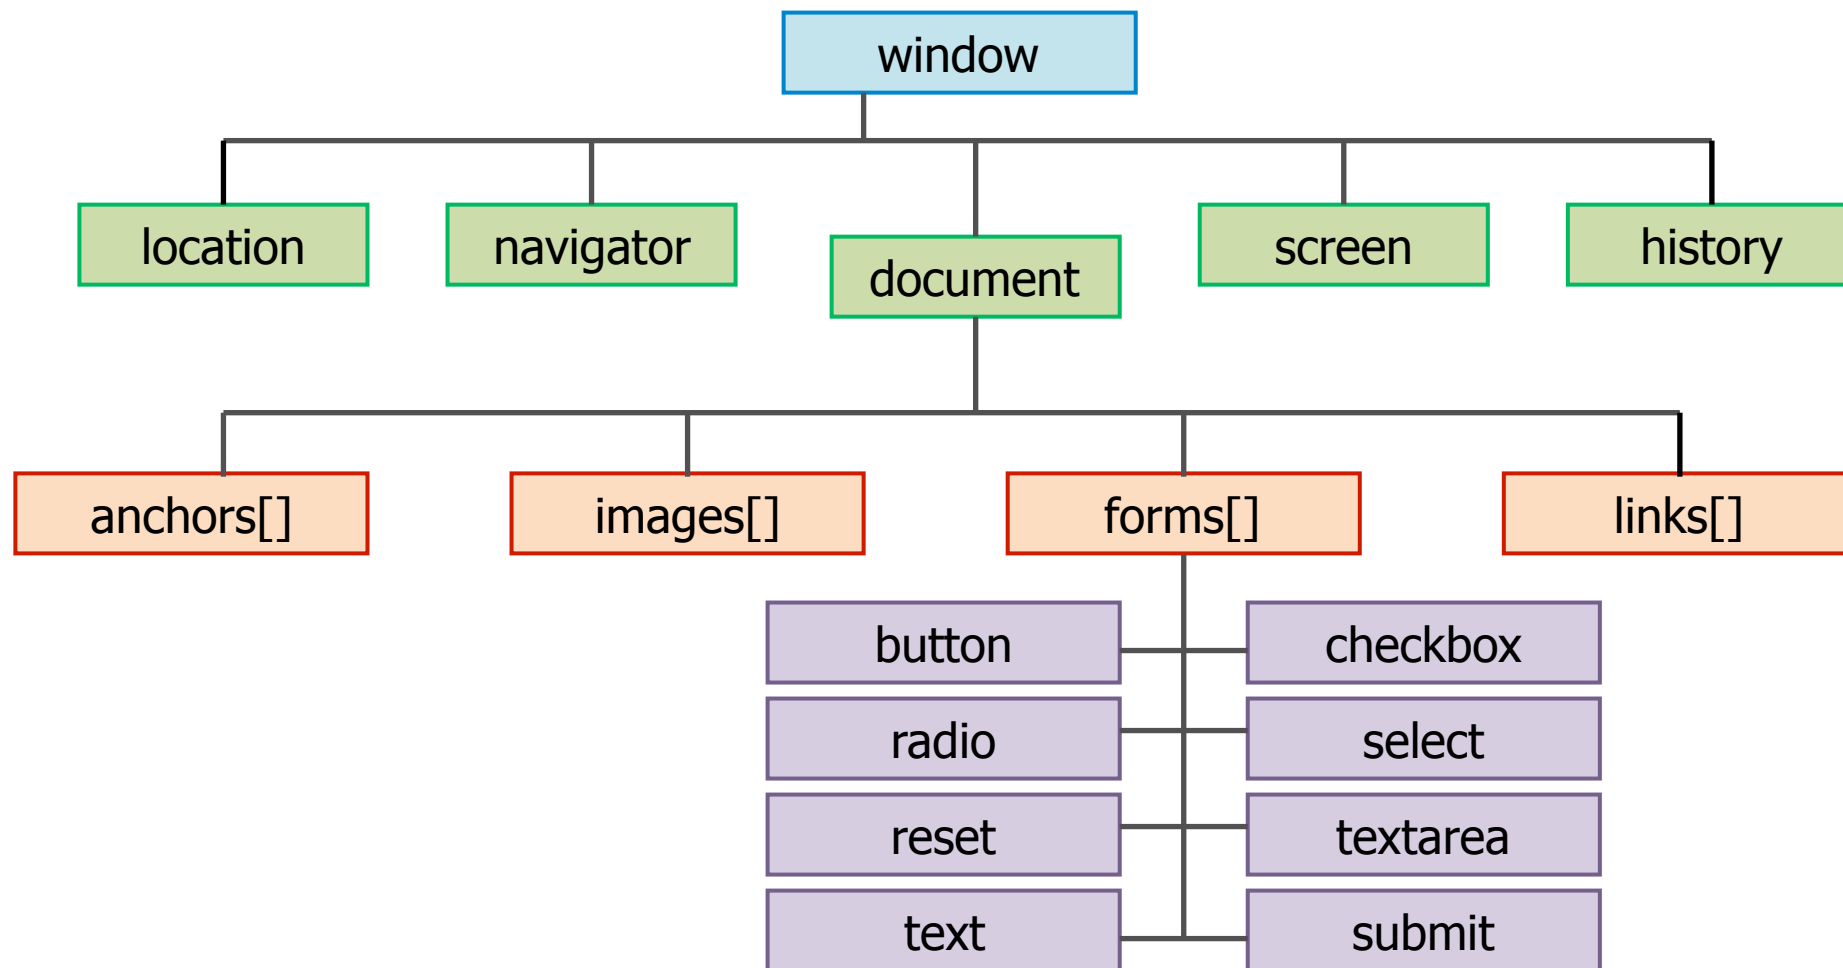 window
location
navigator
document
screen
history
anchors[]
images[]
forms[]
links[]
button
checkbox
radio
select
reset
textarea
text
submit